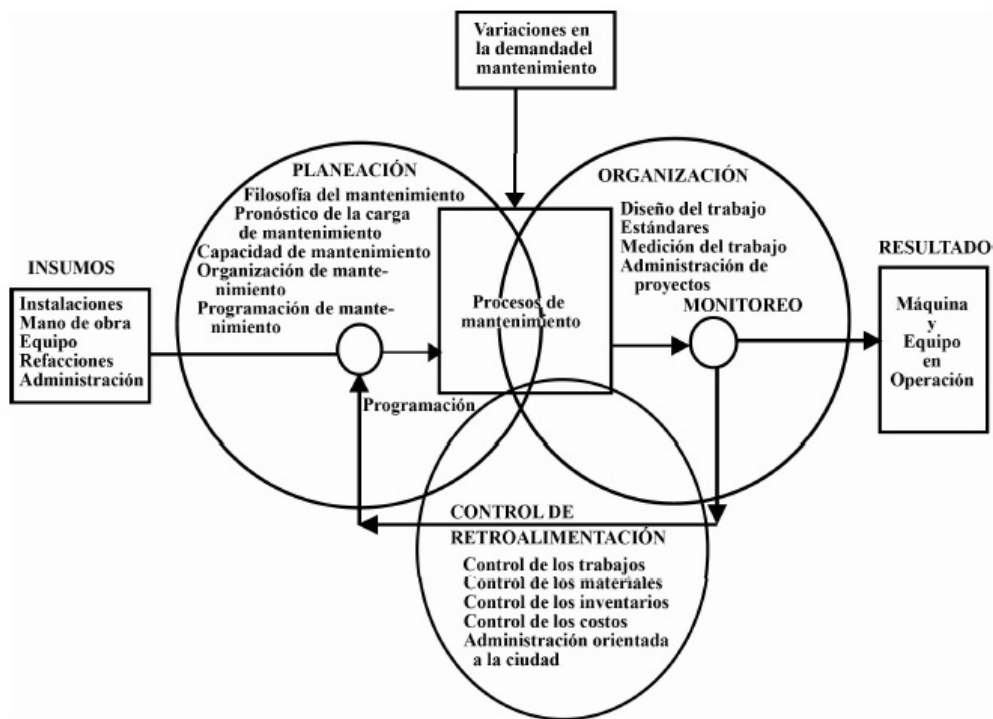 Variaciones en
la demandadel
mantenimiento
PLANEACIÓN
Filosofía del mantenimiento
Pronóstico de la carga
de mantenimiento
Capacidad de mantenimiento
Organización de mante-
nimiento
Programación de mante-
nimiento
ORGANIZACIÓN
Diseño del trabajo
Estándares
Medición del trabajo
Administración de
proyectos
MONITOREO
INSUMOS
Instalaciones
Mano de obra
Equipo
Refacciones
Administración
Procesos de
mantenimiento
RESULTADO
Máquina
y
Equipo
en
Operación
Programación
CONTROL DE
RETROALIMENTACIÓN
Control de los trabajos
Control de los materiales
Control de los inventarios
Control de los costos
Administración orientada
a la ciudad